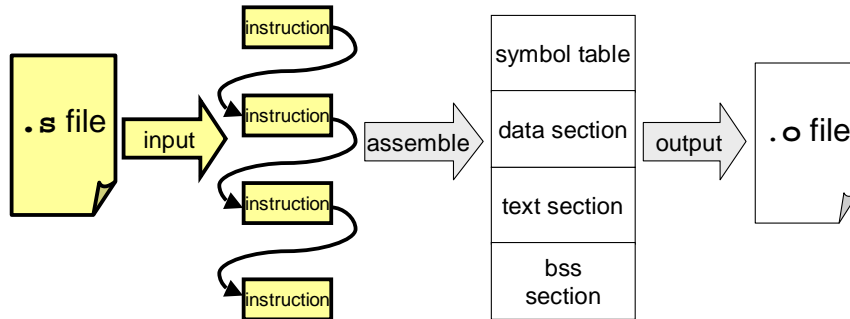 .s file
input
instruction
instruction
instruction
instruction
assemble
symbol table
data section
text section
bss
section
output
.o file